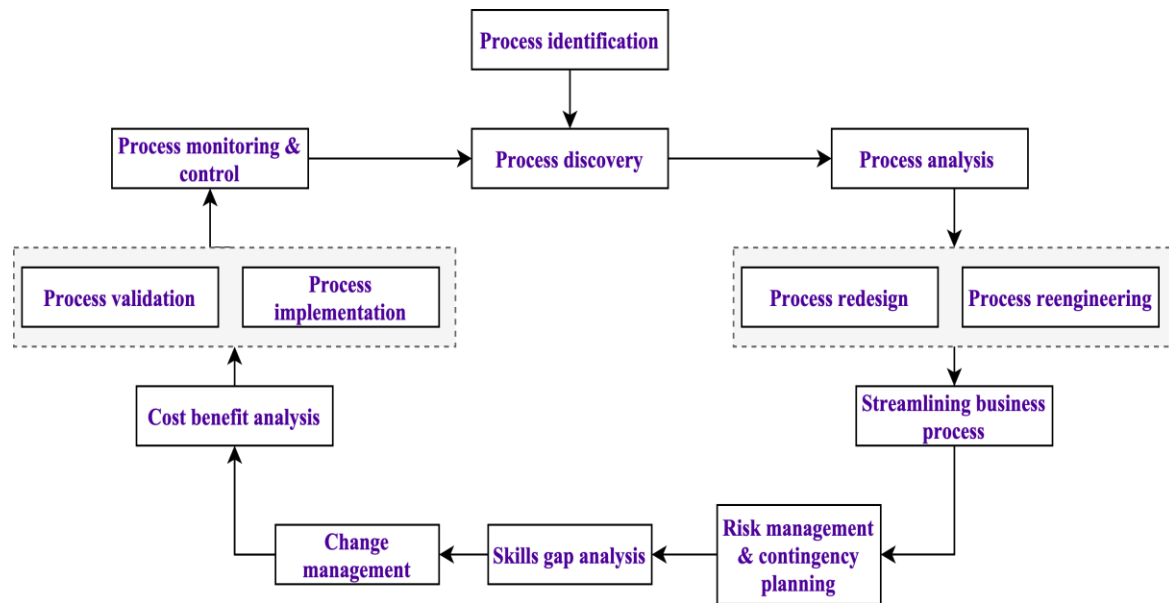 Process identification
Process monitoring &
control
Process discovery
Process analysis
Process validation
Process
implementation
Process redesign
Process reengineering
Cost benefit analysis
Streamlining business
process
Change
management
Skills gap analysis
Risk management
& contingency
planning